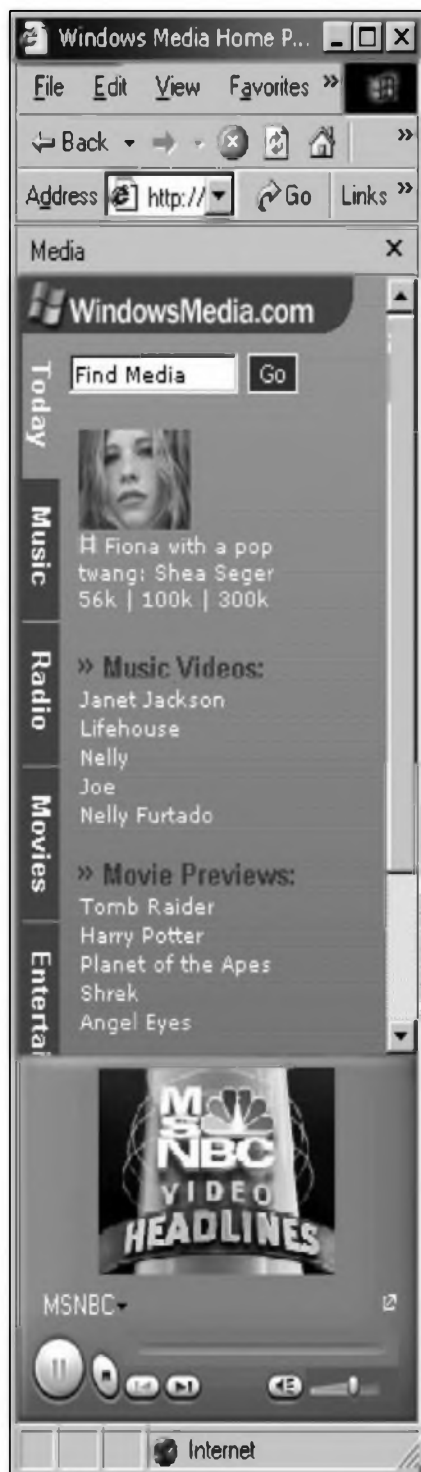 Windows Media Home P...
File Edit View Favorites »
Back »
Address http:// Go Links »
Media
WindowsMedia.com
Today
Find Media Go
Fiona with a pop
twang: Shea Seger
56k | 100k | 300k
Music
» Music Videos:
Janet Jackson
Lifehouse
Nelly
Joe
Nelly Furtado
Radio
Movies
» Movie Previews:
Tomb Raider
Harry Potter
Planet of the Apes
Shrek
Angel Eyes
Entertai
MSNBC
VIDEO
HEADLINES
MSNBC
Internet